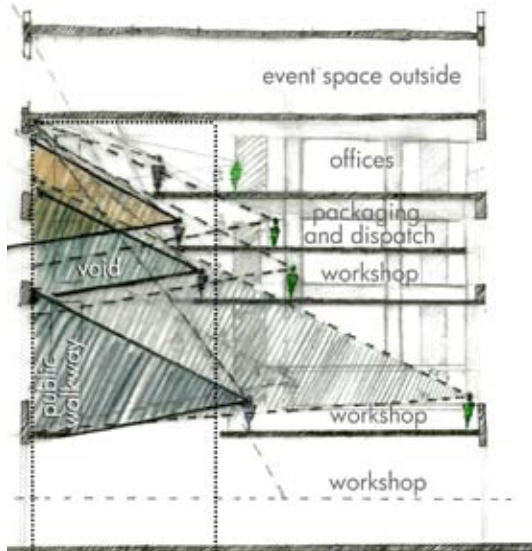 event space outside
offices
packaging
and dispatch
void
workshop
public
walkway
workshop
workshop